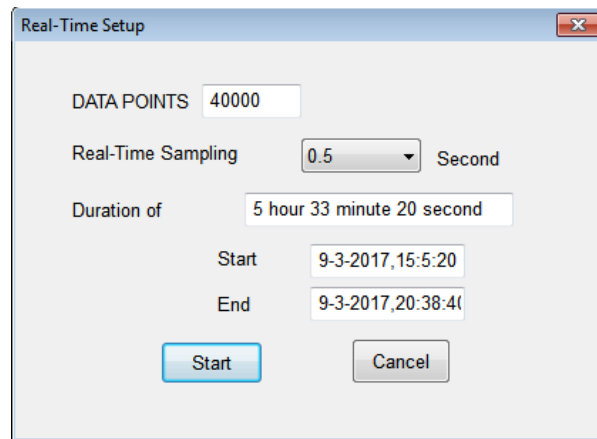 Real-Time Setup
DATA POINTS 40000
Real-Time Sampling 0.5 Second
Duration of 5 hour 33 minute 20 second
Start 9-3-2017,15:5:20
End 9-3-2017,20:38:40
Start Cancel